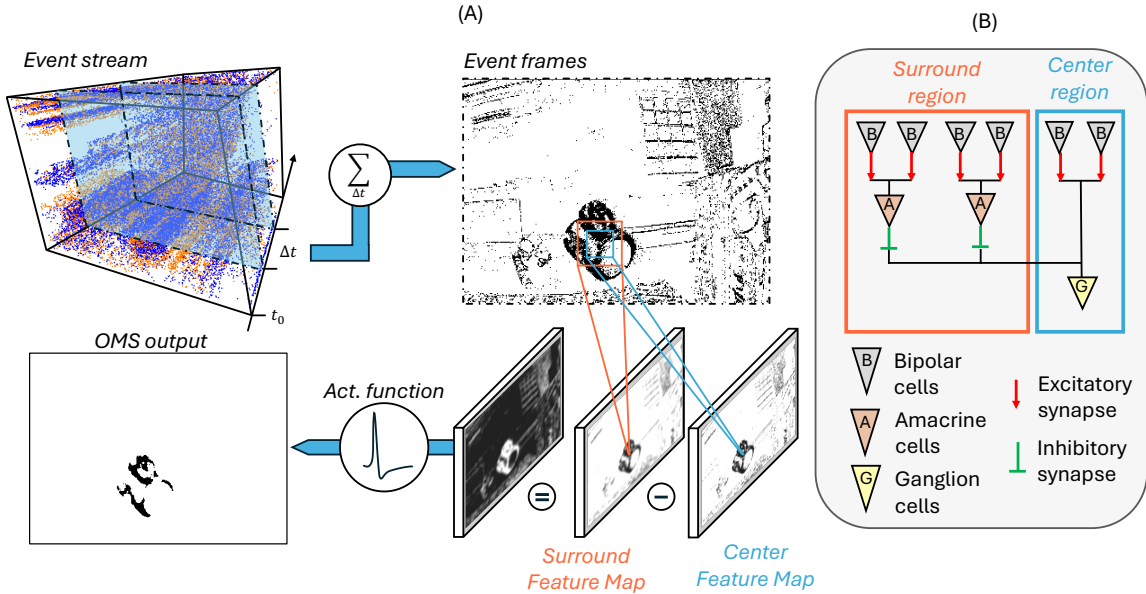 (A)
(B)
Event stream
Event frames
Surround
region
Center
region
B
B
B
B
B
B
A
A
G
∑
Δt
Δt
t₀
OMS output
Act. function
=
−
Surround
Feature Map
Center
Feature Map
B
Bipolar
cells
A
Amacrine
cells
G
Ganglion
cells
Excitatory
synapse
Inhibitory
synapse